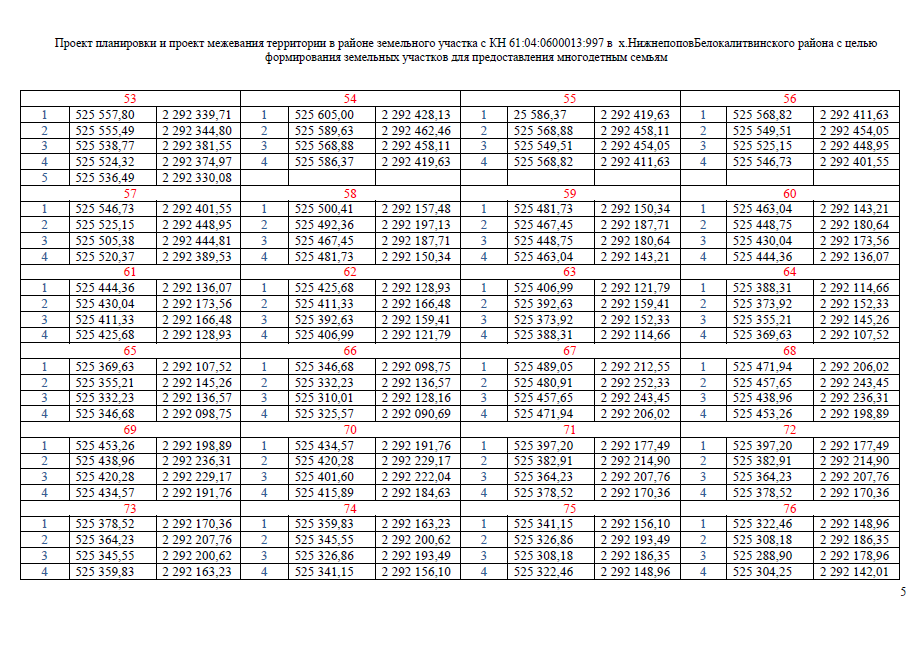 Проект планировки и проект межевания территории в районе земельного участка с КН 61:04:0600013:997 в х.НижнепоповБелокалитвинского района с целью
формирования земельных участков для предоставления многодетным семьям
53 54 55 56
1 525 557,80 2 292 339,71 1 525 605,00 2 292 428,13 1 25 586,37 2 292 419,63 1 525 568,82 2 292 411,63
2 525 555,49 2 292 344,80 2 525 589,63 2 292 462,46 2 525 568,88 2 292 458,11 2 525 549,51 2 292 454,05
3 525 538,77 2 292 381,55 3 525 568,88 2 292 458,11 3 525 549,51 2 292 454,05 3 525 525,15 2 292 448,95
4 525 524,32 2 292 374,97 4 525 586,37 2 292 419,63 4 525 568,82 2 292 411,63 4 525 546,73 2 292 401,55
5 525 536,49 2 292 330,08
57 58 59 60
1 525 546,73 2 292 401,55 1 525 500,41 2 292 157,48 1 525 481,73 2 292 150,34 1 525 463,04 2 292 143,21
2 525 525,15 2 292 448,95 2 525 492,36 2 292 197,13 2 525 467,45 2 292 187,71 2 525 448,75 2 292 180,64
3 525 505,38 2 292 444,81 3 525 467,45 2 292 187,71 3 525 448,75 2 292 180,64 3 525 430,04 2 292 173,56
4 525 520,37 2 292 389,53 4 525 481,73 2 292 150,34 4 525 463,04 2 292 143,21 4 525 444,36 2 292 136,07
61 62 63 64
1 525 444,36 2 292 136,07 1 525 425,68 2 292 128,93 1 525 406,99 2 292 121,79 1 525 388,31 2 292 114,66
2 525 430,04 2 292 173,56 2 525 411,33 2 292 166,48 2 525 392,63 2 292 159,41 2 525 373,92 2 292 152,33
3 525 411,33 2 292 166,48 3 525 392,63 2 292 159,41 3 525 373,92 2 292 152,33 3 525 355,21 2 292 145,26
4 525 425,68 2 292 128,93 4 525 406,99 2 292 121,79 4 525 388,31 2 292 114,66 4 525 369,63 2 292 107,52
65 66 67 68
1 525 369,63 2 292 107,52 1 525 346,68 2 292 098,75 1 525 489,05 2 292 212,55 1 525 471,94 2 292 206,02
2 525 355,21 2 292 145,26 2 525 332,23 2 292 136,57 2 525 480,91 2 292 252,33 2 525 457,65 2 292 243,45
3 525 332,23 2 292 136,57 3 525 310,01 2 292 128,16 3 525 457,65 2 292 243,45 3 525 438,96 2 292 236,31
4 525 346,68 2 292 098,75 4 525 325,57 2 292 090,69 4 525 471,94 2 292 206,02 4 525 453,26 2 292 198,89
69 70 71 72
1 525 453,26 2 292 198,89 1 525 434,57 2 292 191,76 1 525 397,20 2 292 177,49 1 525 397,20 2 292 177,49
2 525 438,96 2 292 236,31 2 525 420,28 2 292 229,17 2 525 382,91 2 292 214,90 2 525 382,91 2 292 214,90
3 525 420,28 2 292 229,17 3 525 401,60 2 292 222,04 3 525 364,23 2 292 207,76 3 525 364,23 2 292 207,76
4 525 434,57 2 292 191,76 4 525 415,89 2 292 184,63 4 525 378,52 2 292 170,36 4 525 378,52 2 292 170,36
73 74 75 76
1 525 378,52 2 292 170,36 1 525 359,83 2 292 163,23 1 525 341,15 2 292 156,10 1 525 322,46 2 292 148,96
2 525 364,23 2 292 207,76 2 525 345,55 2 292 200,62 2 525 326,86 2 292 193,49 2 525 308,18 2 292 186,35
3 525 345,55 2 292 200,62 3 525 326,86 2 292 193,49 3 525 308,18 2 292 186,35 3 525 288,90 2 292 178,96
4 525 359,83 2 292 163,23 4 525 341,15 2 292 156,10 4 525 322,46 2 292 148,96 4 525 304,25 2 292 142,01
5